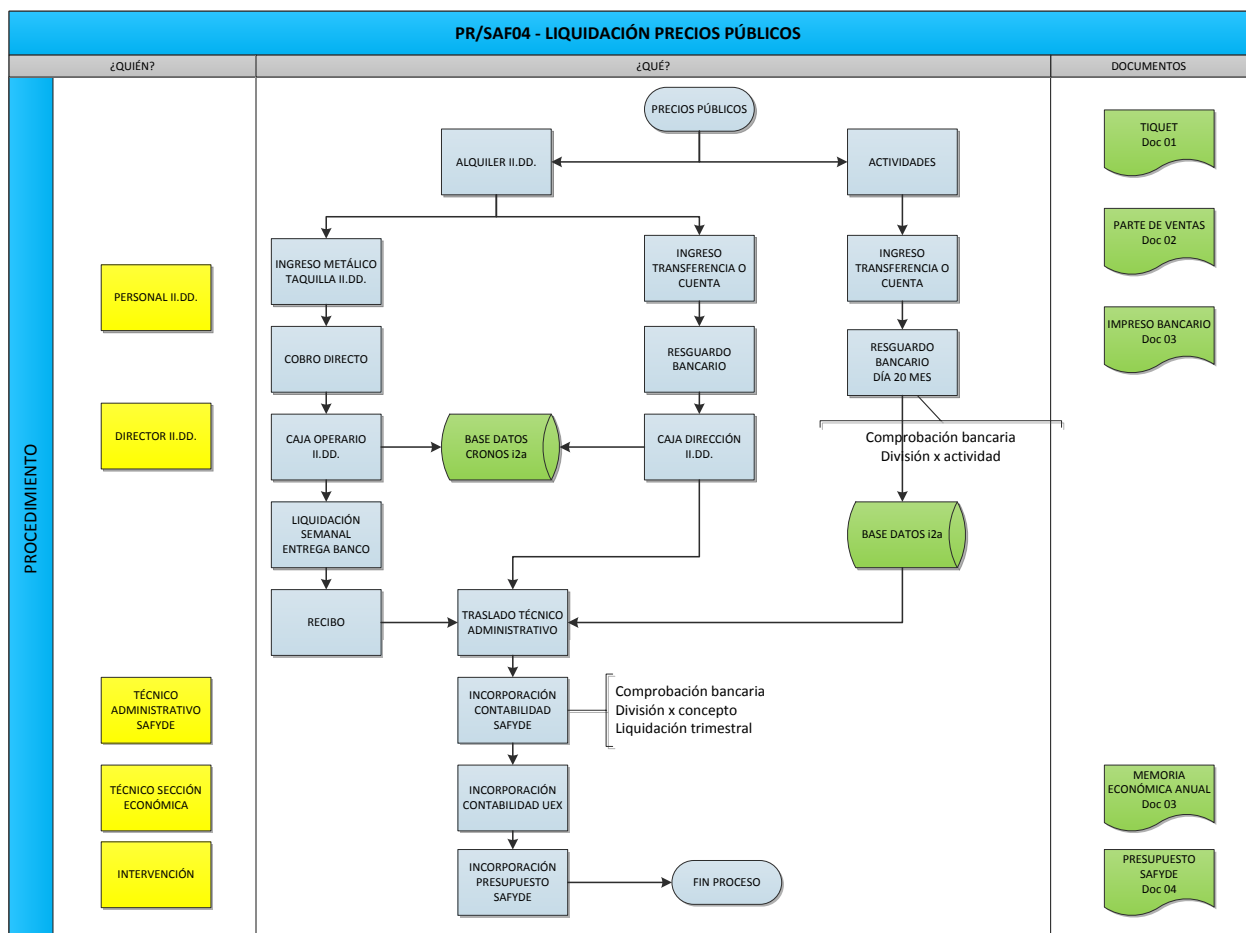 PR/SAF04 - LIQUIDACIÓN PRECIOS PÚBLICOS
¿QUIÉN?
¿QUÉ?
DOCUMENTOS
PROCEDIMIENTO
PRECIOS PÚBLICOS
ALQUILER II.DD.
ACTIVIDADES
TIQUET
Doc 01
INGRESO METÁLICO
TAQUILLA II.DD.
INGRESO
TRANSFERENCIA O
CUENTA
INGRESO
TRANSFERENCIA O
CUENTA
PARTE DE VENTAS
Doc 02
PERSONAL II.DD.
COBRO DIRECTO
RESGUARDO
BANCARIO
RESGUARDO
BANCARIO
DÍA 20 MES
IMPRESO BANCARIO
Doc 03
DIRECTOR II.DD.
CAJA OPERARIO
II.DD.
BASE DATOS
CRONOS i2a
CAJA DIRECCIÓN
II.DD.
Comprobación bancaria
División x actividad
LIQUIDACIÓN
SEMANAL
ENTREGA BANCO
BASE DATOS i2a
RECIBO
TRASLADO TÉCNICO
ADMINISTRATIVO
TÉCNICO
ADMINISTRATIVO
SAFYDE
INCORPORACIÓN
CONTABILIDAD
SAFYDE
Comprobación bancaria
División x concepto
Liquidación trimestral
TÉCNICO SECCIÓN
ECONÓMICA
INCORPORACIÓN
CONTABILIDAD UEX
MEMORIA
ECONÓMICA ANUAL
Doc 03
INTERVENCIÓN
INCORPORACIÓN
PRESUPUESTO
SAFYDE
FIN PROCESO
PRESUPUESTO
SAFYDE
Doc 04